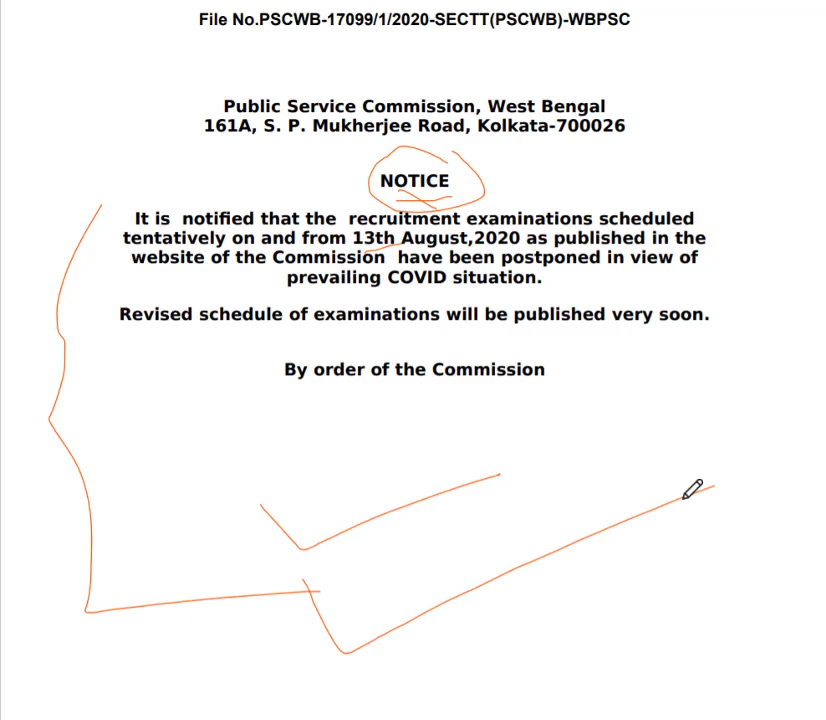 File No.PSCWB-17099/1/2020-SECTT(PSCWB)-WBPSC
Public Service Commission, West Bengal
161A, S. P. Mukherjee Road, Kolkata-700026
NOTICE
It is notified that the recruitment examinations scheduled
tentatively on and from 13th August,2020 as published in the
website of the Commission have been postponed in view of
prevailing COVID situation.
Revised schedule of examinations will be published very soon.
By order of the Commission